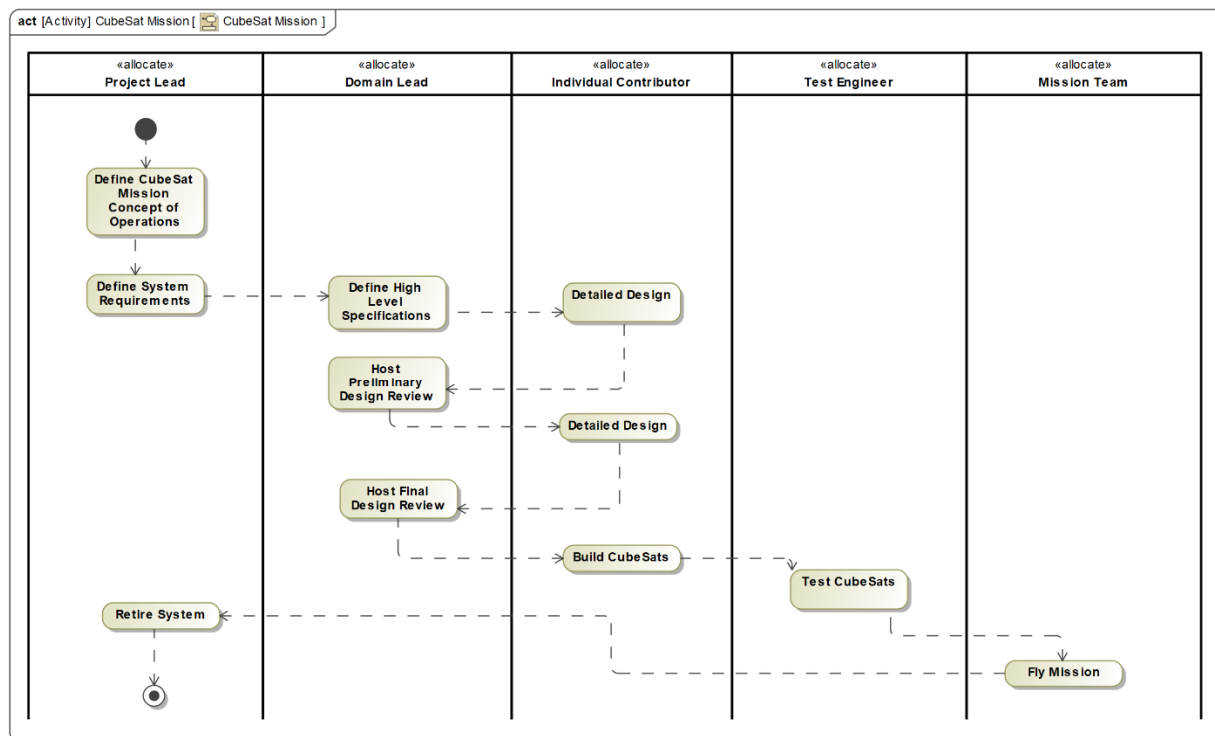 act [Activity] CubeSat Mission [ CubeSat Mission ]
«allocate»
Project Lead
«allocate»
Domain Lead
«allocate»
Individual Contributor
«allocate»
Test Engineer
«allocate»
Mission Team
Define CubeSat
Mission
Concept of
Operations
Define System
Requirements
Define High
Level
Specifications
Detailed Design
Host
Preliminary
Design Review
Detailed Design
Host Final
Design Review
Build CubeSats
Test CubeSats
Retire System
Fly Mission